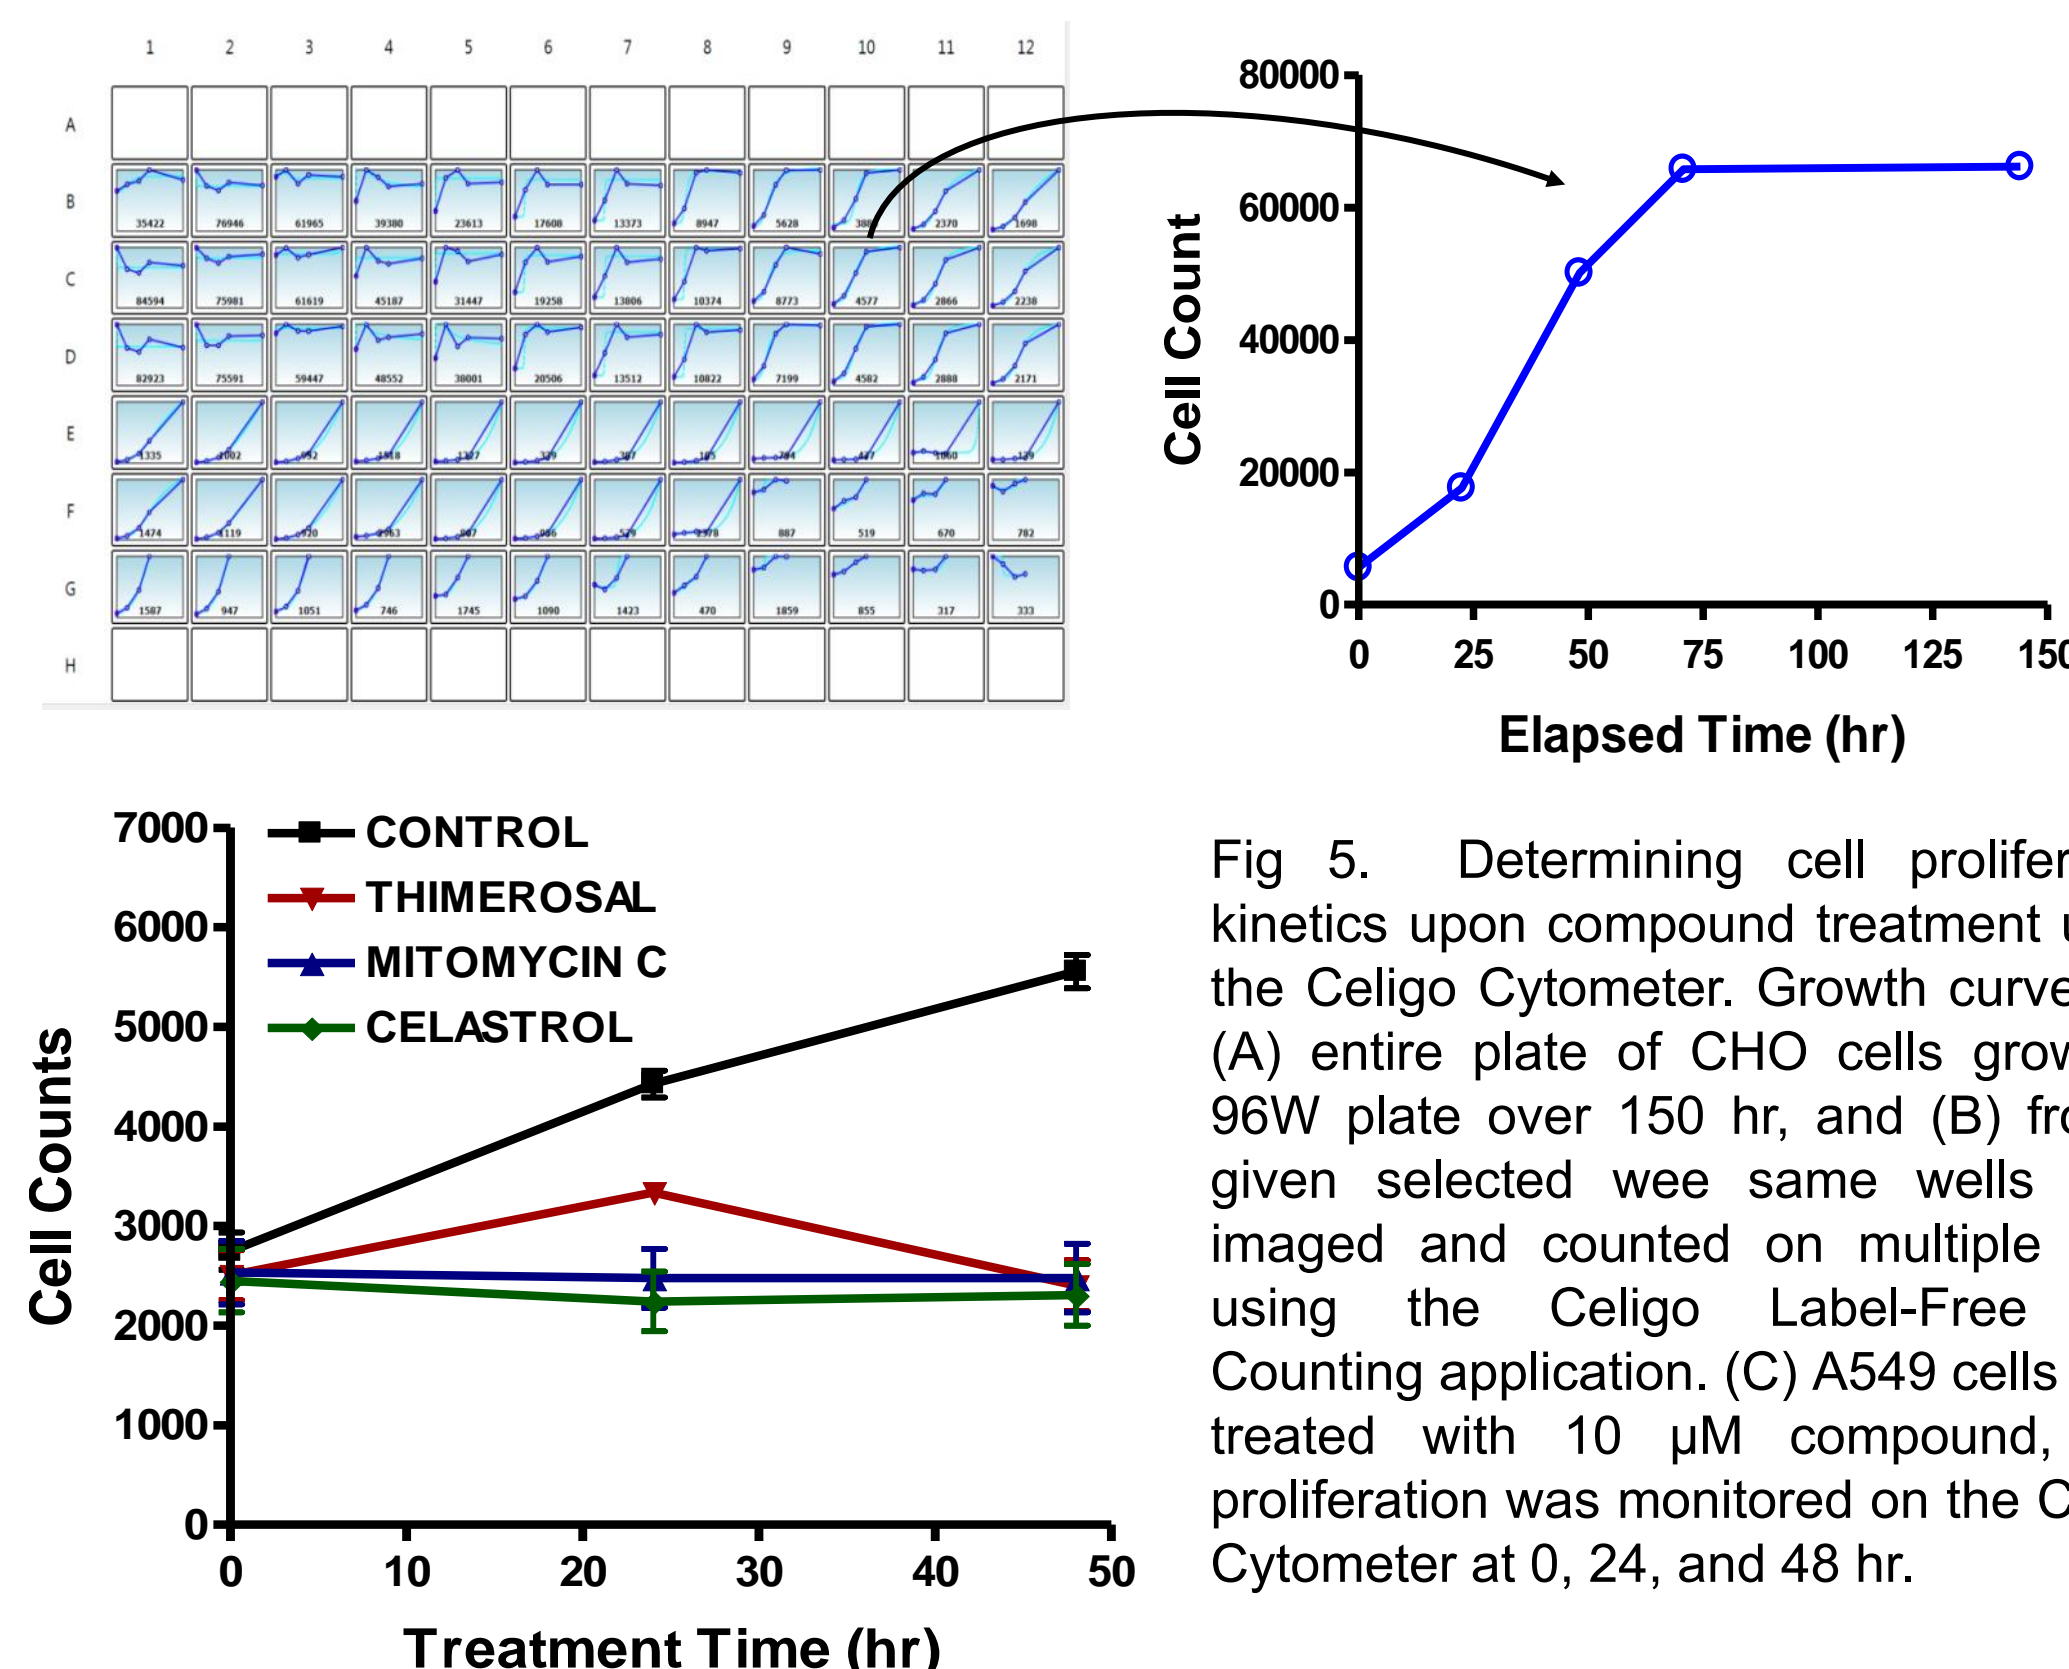 1 2 3 4 5 6 7 8 9 10 11 12
A
B
35422 76946 61965 39380 23613 17608 13373 8947 5628 2370 1698
C
84594 75981 61619 45187 31447 19258 13806 10374 8773 4577 2866 2238
D
82923 75591 59447 48552 38001 20506 13512 10822 7199 4582 2888 2171
E
1335
F
1474 1119 887 519 670 782
G
1587 947 1051 746 1745 1090 1423 470 1859 855 317 333
H
80000
60000
40000
20000
0
Cell Count
0 25 50 75 100 125 150
Elapsed Time (hr)
7000
6000
5000
4000
3000
2000
1000
0
Cell Counts
CONTROL
THIMEROSAL
MITOMYCIN C
CELASTROL
0 10 20 30 40 50
Treatment Time (hr)
Fig 5. Determining cell prolifer
kinetics upon compound treatment u
the Celigo Cytometer. Growth curve
(A) entire plate of CHO cells grow
96W plate over 150 hr, and (B) fro
given selected wee same wells
imaged and counted on multiple
using the Celigo Label-Free
Counting application. (C) A549 cells
treated with 10 µM compound,
proliferation was monitored on the C
Cytometer at 0, 24, and 48 hr.